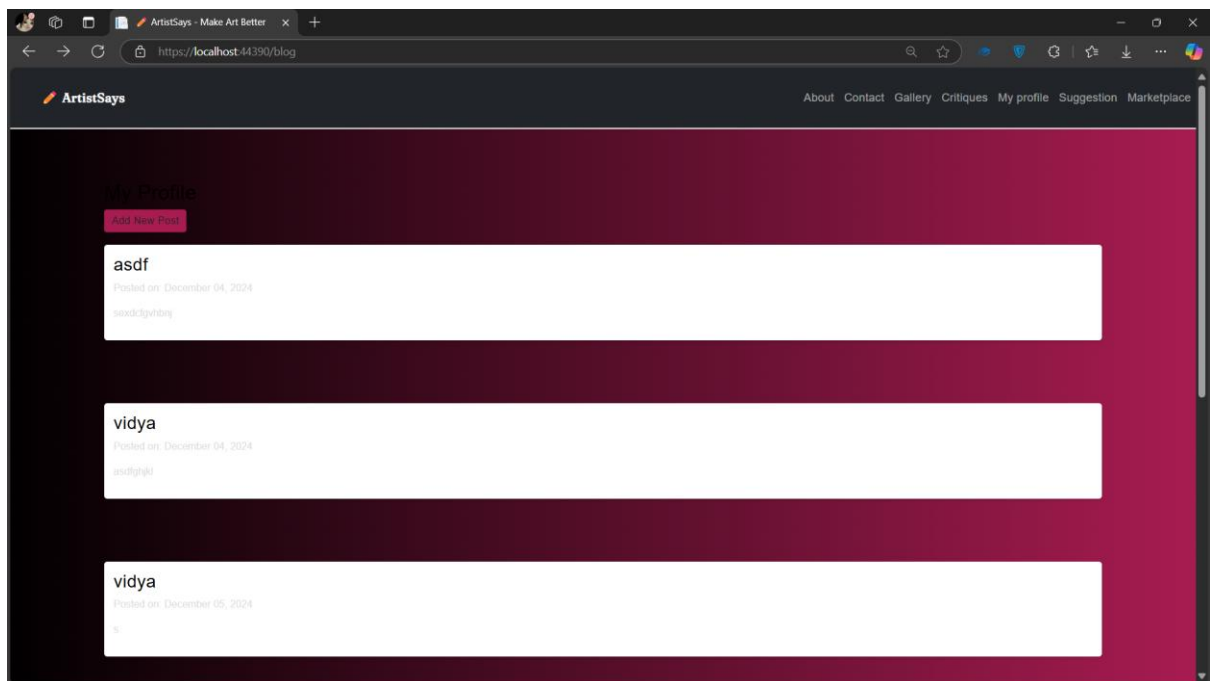 ArtistSays - Make Art Better
https://localhost:44390/blog
ArtistSays
About Contact Gallery Critiques My profile Suggestion Marketplace
My Profile
Add New Post
asdf
Posted on: December 04, 2024
vidya
Posted on: December 04, 2024
asdfghjkl
vidya
Posted on: December 05, 2024
s